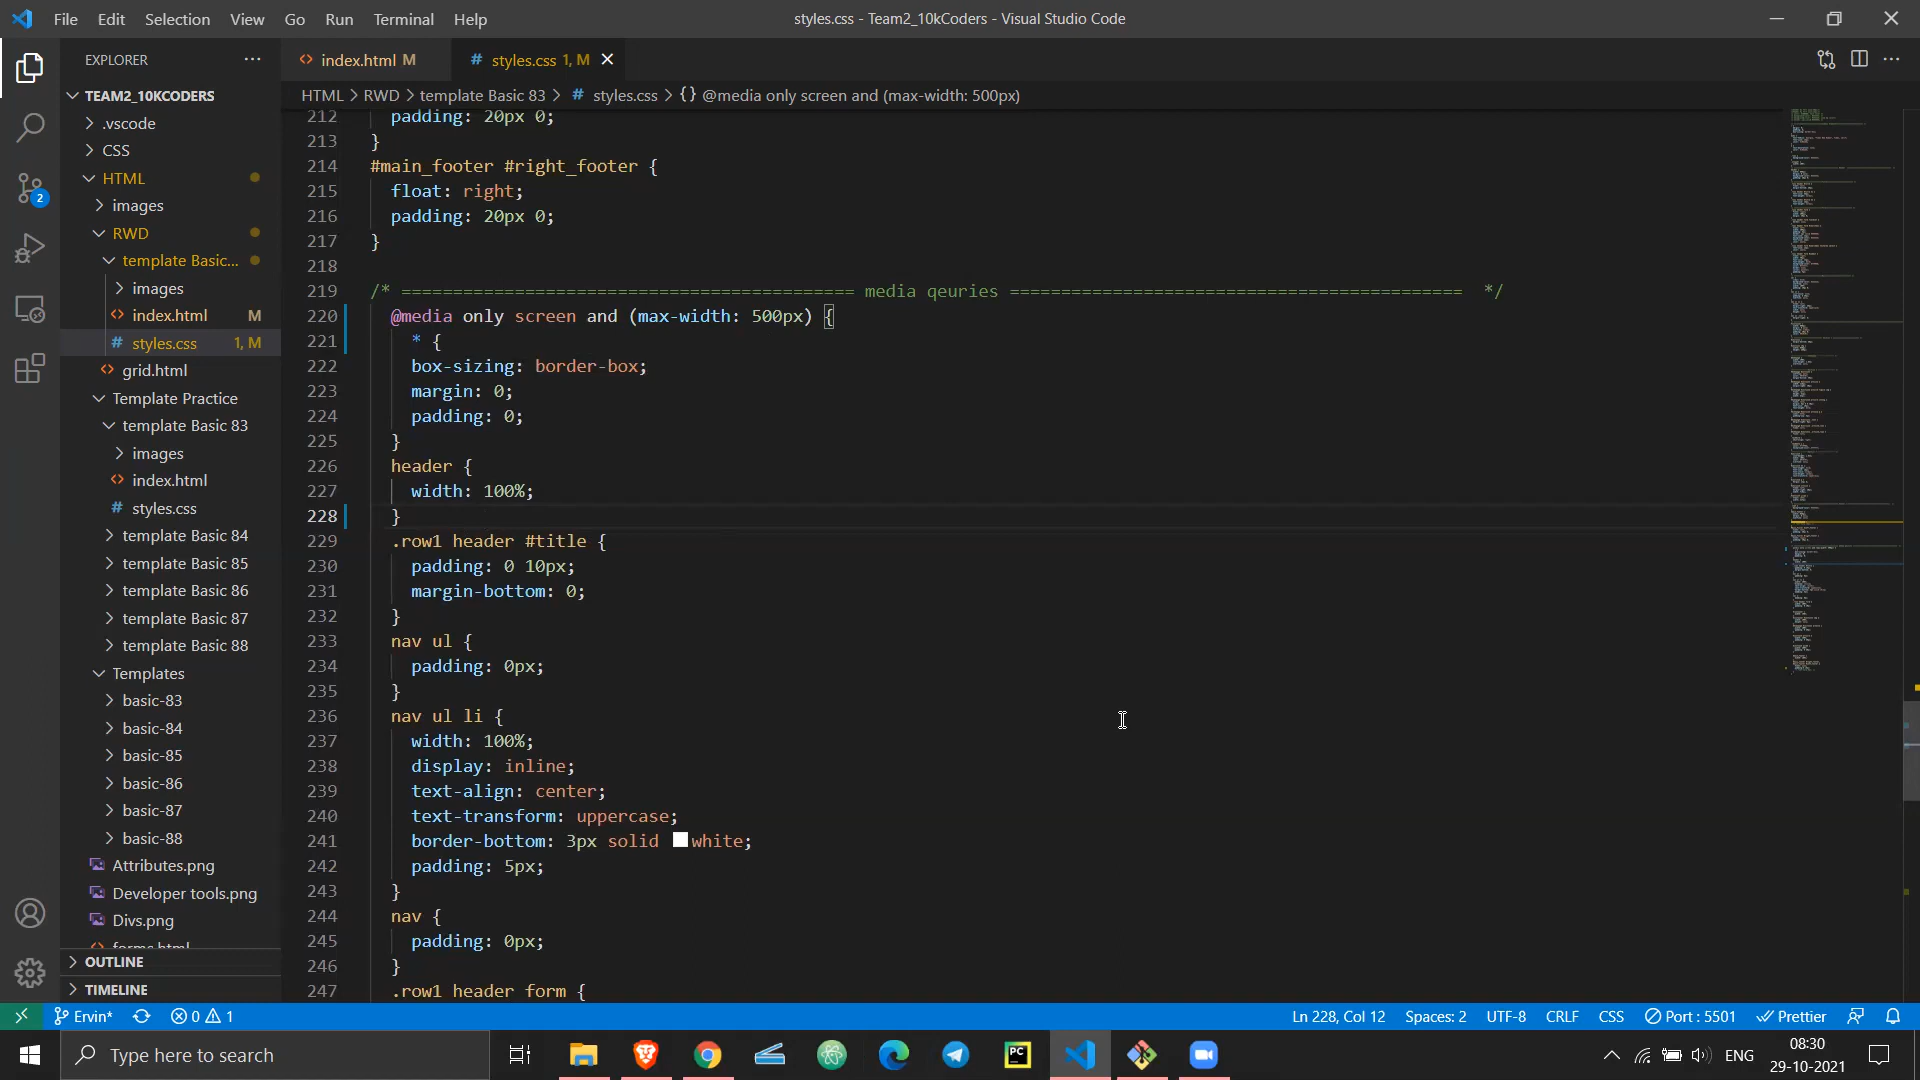 File Edit Selection View Go Run Terminal Help
styles.css - Team2_10kCoders - Visual Studio Code
EXPLORER
index.html M
styles.css 1, M
HTML > RWD > template Basic 83 > # styles.css > {} @media only screen and (max-width: 500px)
TEAM2_10KCODERS
.vscode
CSS
HTML
images
RWD
template Basic...
images
index.html M
styles.css 1, M
grid.html
Template Practice
template Basic 83
images
index.html
styles.css
template Basic 84
template Basic 85
template Basic 86
template Basic 87
template Basic 88
Templates
basic-83
basic-84
basic-85
basic-86
basic-87
basic-88
Attributes.png
Developer tools.png
Divs.png
forms.html
OUTLINE
TIMELINE
212 padding: 20px 0;
213 }
214 #main_footer #right_footer {
215 float: right;
216 padding: 20px 0;
217 }
218
219 /* ============================================ media qeuries ============================================ */
220 @media only screen and (max-width: 500px) {
221 * {
222 box-sizing: border-box;
223 margin: 0;
224 padding: 0;
225 }
226 header {
227 width: 100%;
228 }
229 .row1 header #title {
230 padding: 0 10px;
231 margin-bottom: 0;
232 }
233 nav ul {
234 padding: 0px;
235 }
236 nav ul li {
237 width: 100%;
238 display: inline;
239 text-align: center;
240 text-transform: uppercase;
241 border-bottom: 3px solid white;
242 padding: 5px;
243 }
244 nav {
245 padding: 0px;
246 }
247 .row1 header form {
2
Ervin* 0 1
Ln 228, Col 12 Spaces: 2 UTF-8 CRLF CSS Port : 5501 Prettier
Type here to search
PC
ENG
08:30
29-10-2021